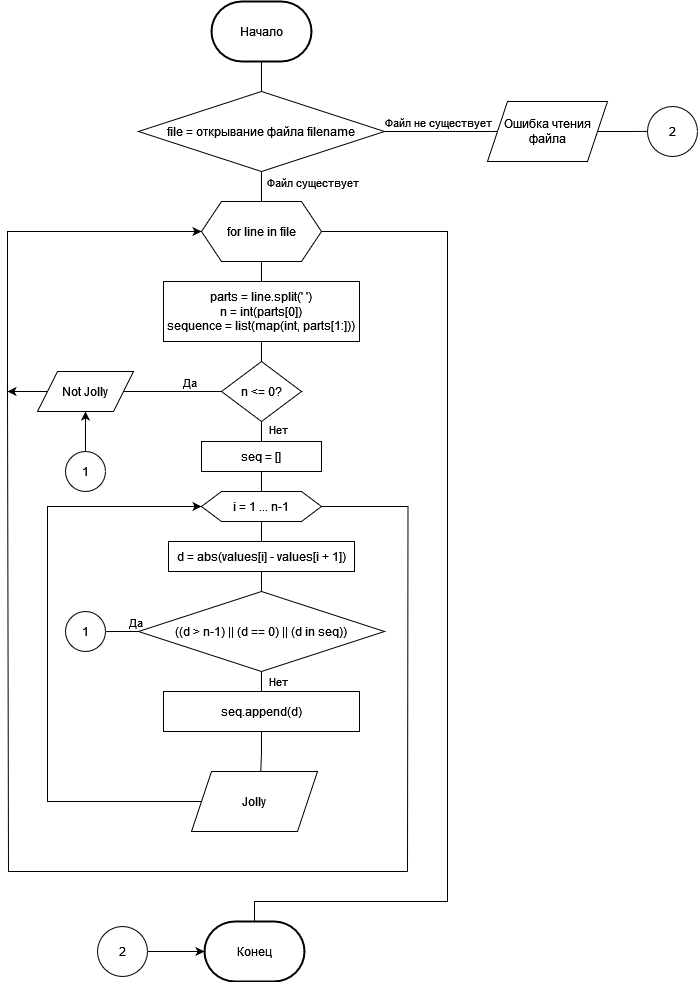 Начало
file = открывание файла filename
Файл не существует
Ошибка чтения
файла
2
Файл существует
for line in file
parts = line.split(' ')
n = int(parts[0])
sequence = list(map(int, parts[1:]))
n <= 0?
Да
Not Jolly
Нет
1
seq = []
i = 1 ... n-1
d = abs(values[i] - values[i + 1])
((d > n-1) || (d == 0) || (d in seq))
Да
1
Нет
seq.append(d)
Jolly
2
Конец